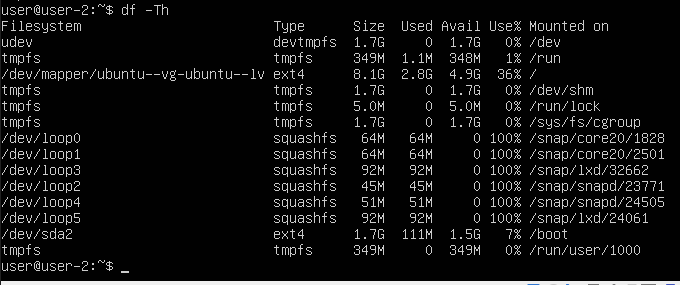 user@user-2:~$ df -Th
Filesystem                        Type      Size  Used Avail Use% Mounted on
udev                              devtmpfs  1.7G     0  1.7G   0% /dev
tmpfs                             tmpfs     349M  1.1M  348M   1% /run
/dev/mapper/ubuntu--vg-ubuntu--lv ext4      8.1G  2.8G  4.9G  36% /
tmpfs                             tmpfs     1.7G     0  1.7G   0% /dev/shm
tmpfs                             tmpfs     5.0M     0  5.0M   0% /run/lock
tmpfs                             tmpfs     1.7G     0  1.7G   0% /sys/fs/cgroup
/dev/loop0                        squashfs   64M   64M     0 100% /snap/core20/1828
/dev/loop1                        squashfs   64M   64M     0 100% /snap/core20/2501
/dev/loop3                        squashfs   92M   92M     0 100% /snap/lxd/32662
/dev/loop2                        squashfs   45M   45M     0 100% /snap/snapd/23771
/dev/loop4                        squashfs   51M   51M     0 100% /snap/snapd/24505
/dev/loop5                        squashfs   92M   92M     0 100% /snap/lxd/24061
/dev/sda2                         ext4      1.7G  111M  1.5G   7% /boot
tmpfs                             tmpfs     349M     0  349M   0% /run/user/1000
user@user-2:~$ _